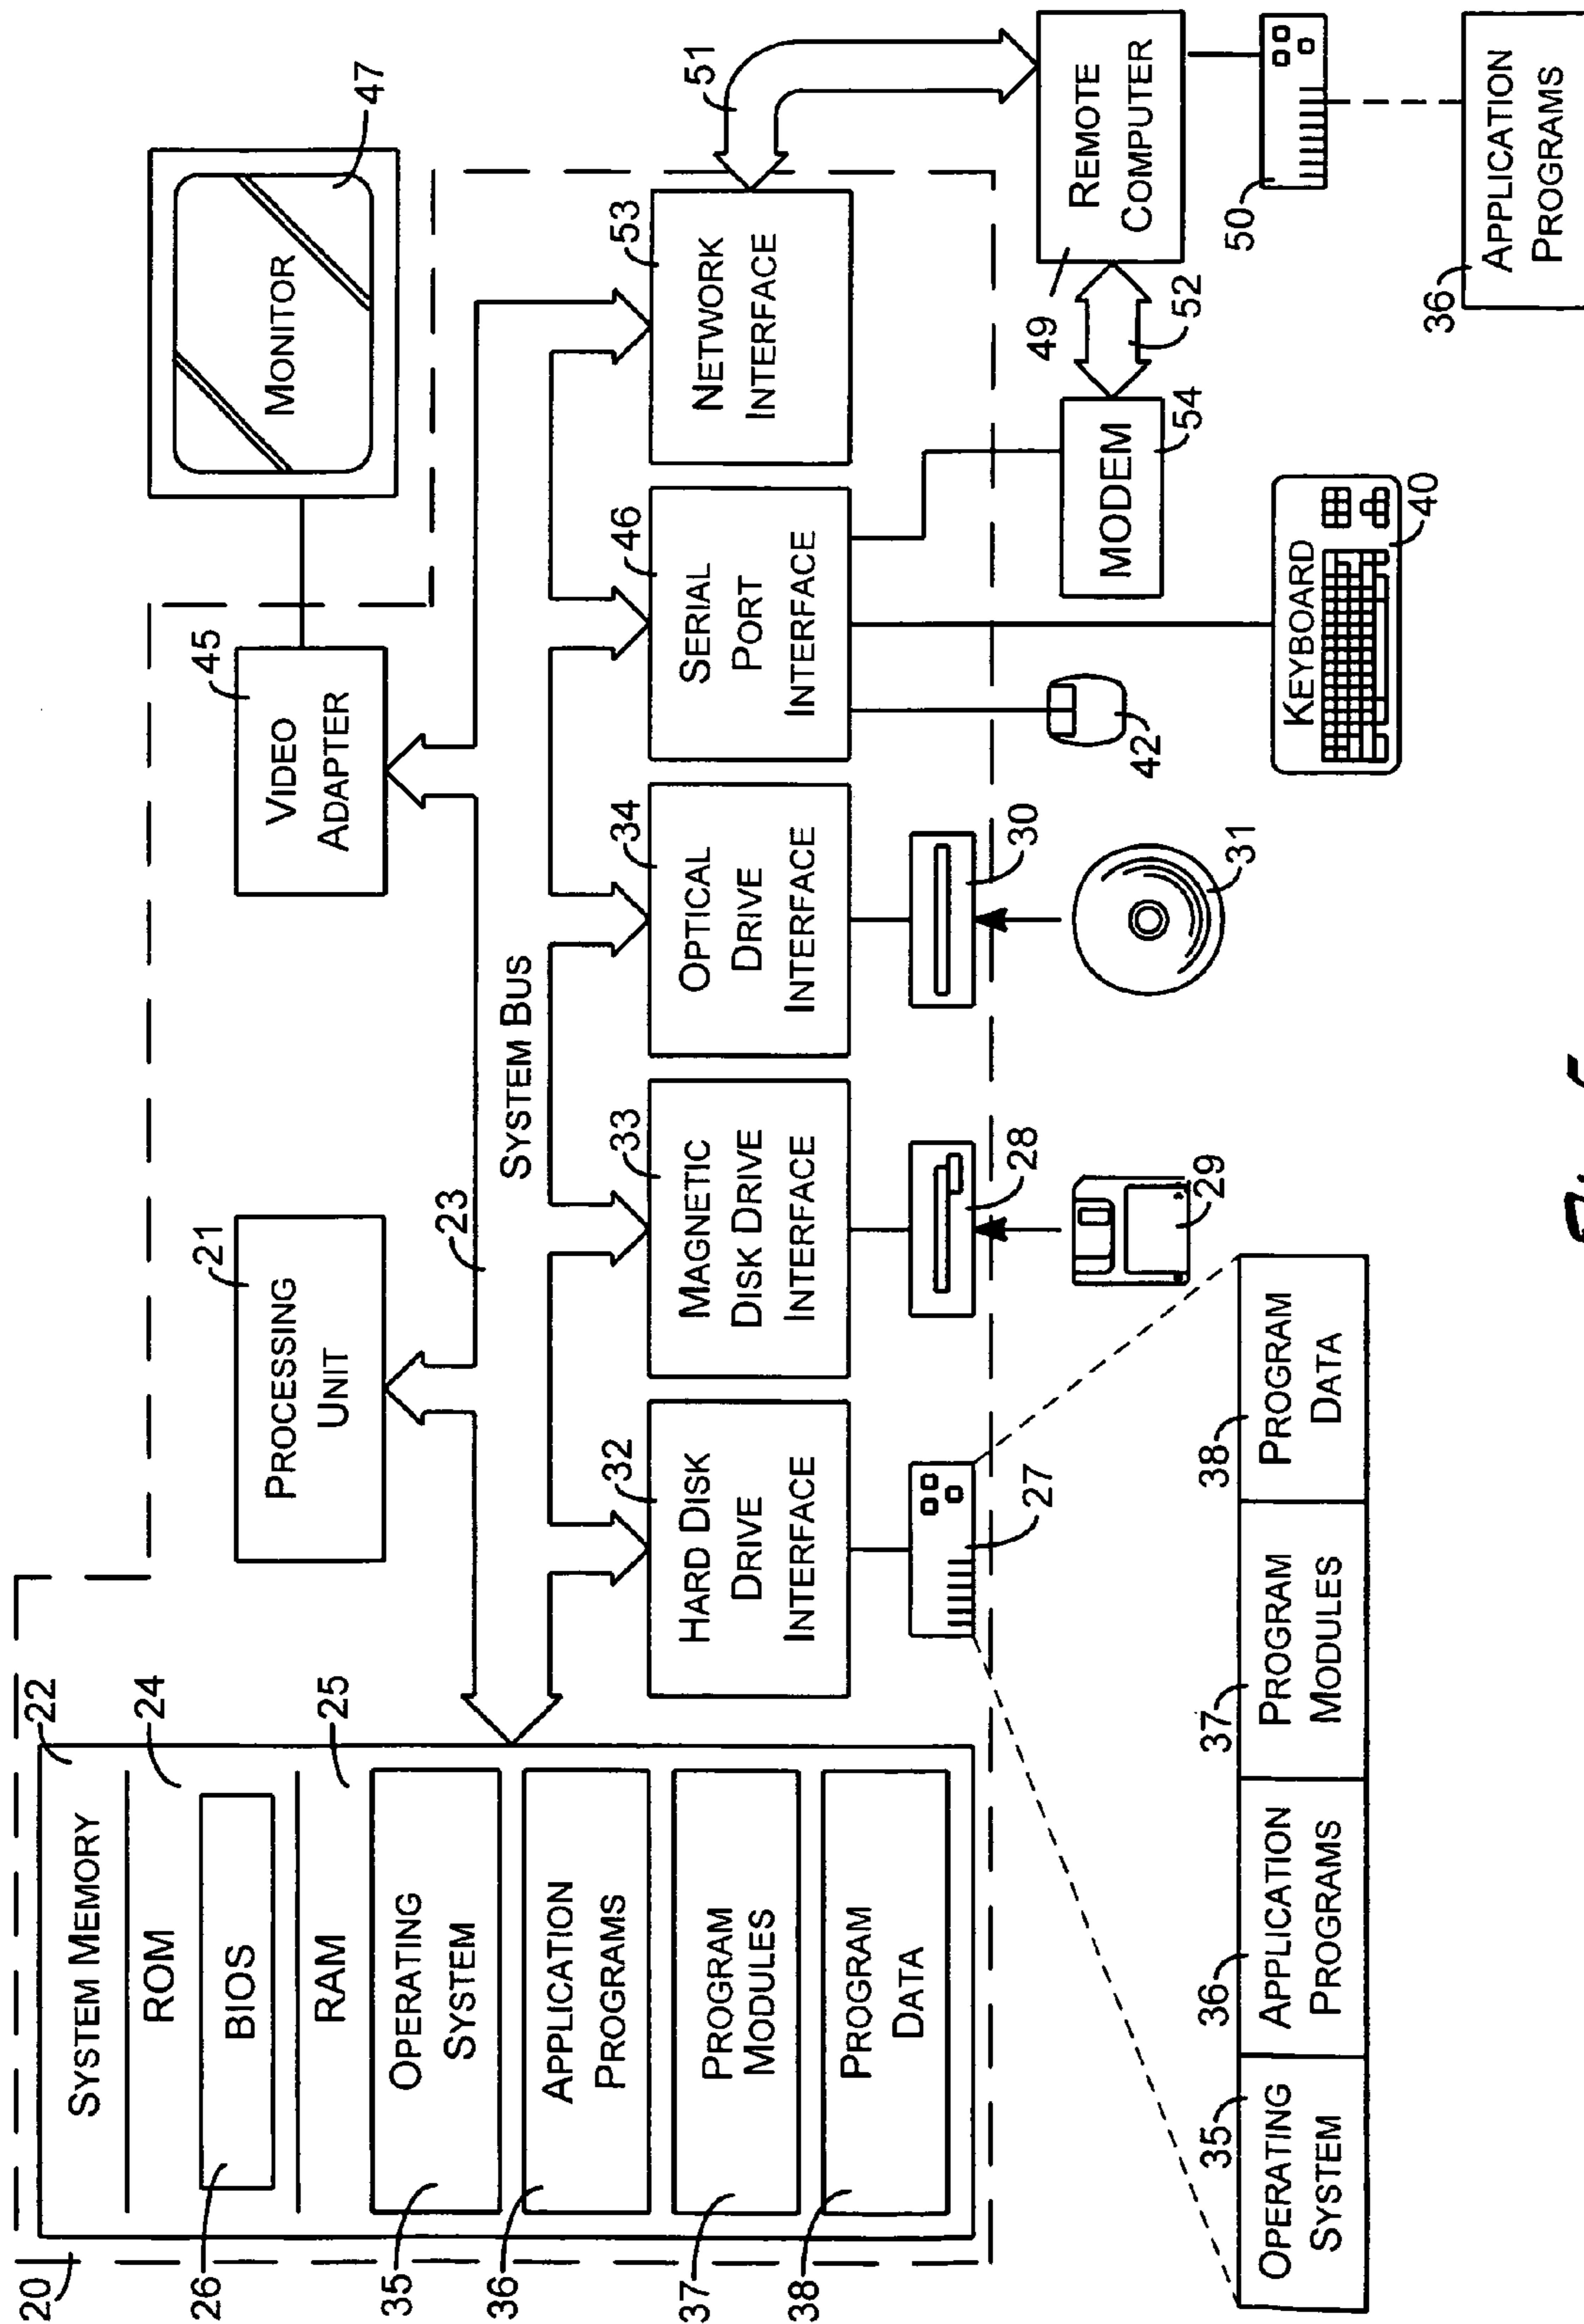 20
SYSTEM MEMORY
22
ROM
24
BIOS
26
RAM
25
OPERATING
SYSTEM
35
APPLICATION
PROGRAMS
36
PROGRAM
MODULES
37
PROGRAM
DATA
38
PROCESSING
UNIT
21
VIDEO
ADAPTER
45
MONITOR
47
23
SYSTEM BUS
HARD DISK
DRIVE
INTERFACE
32
MAGNETIC
DISK DRIVE
INTERFACE
33
OPTICAL
DRIVE
INTERFACE
34
SERIAL
PORT
INTERFACE
46
NETWORK
INTERFACE
53
51
27
28
30
29
31
42
MODEM
54
52
49
REMOTE
COMPUTER
50
KEYBOARD
40
36
APPLICATION
PROGRAMS
35
OPERATING
SYSTEM
36
APPLICATION
PROGRAMS
37
PROGRAM
MODULES
38
PROGRAM
DATA